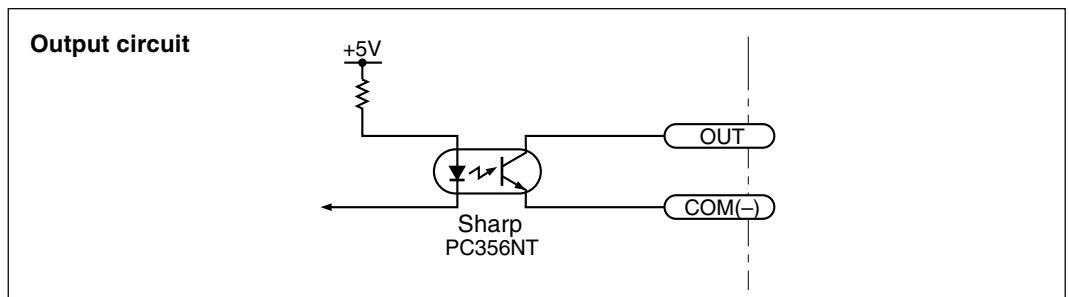 Output circuit
+5V
OUT
COM(–)
Sharp
PC356NT